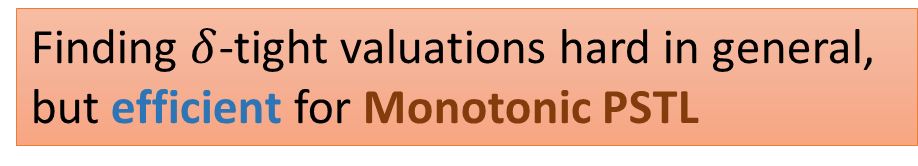 Finding δ-tight valuations hard in general,
but efficient for Monotonic PSTL